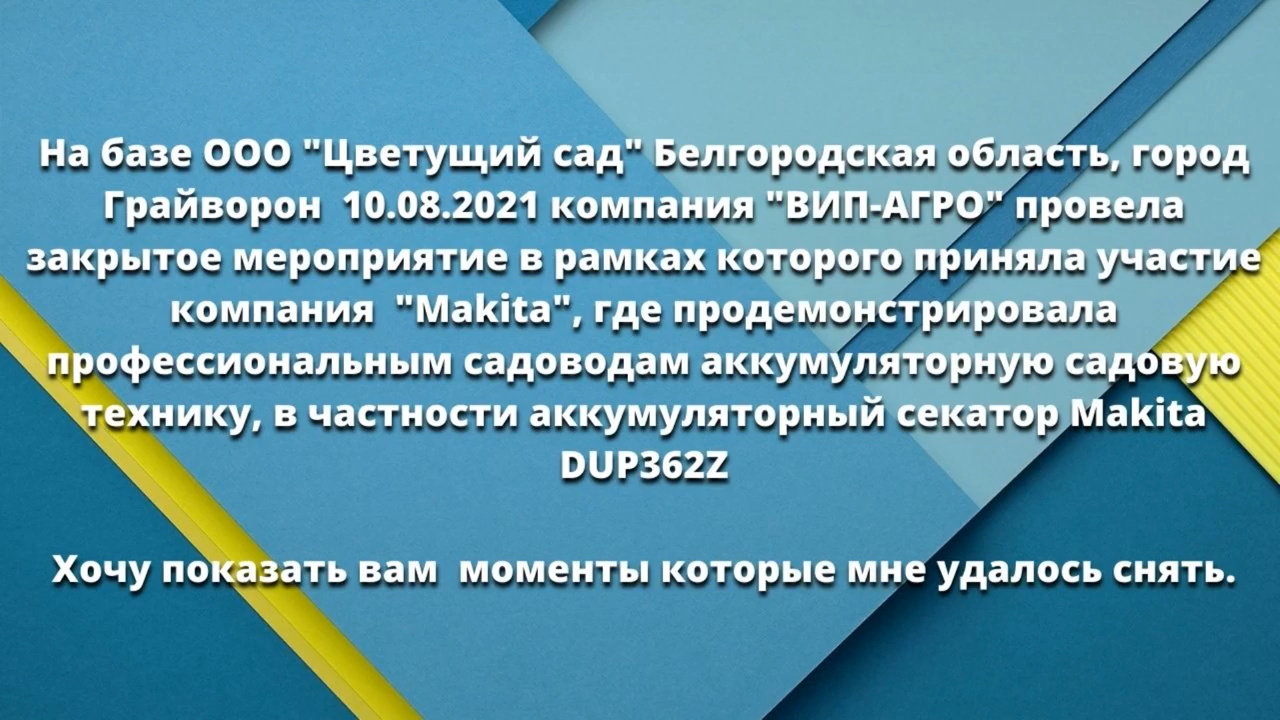 На базе ООО "Цветущий сад" Белгородская область, город
Грайворон  10.08.2021 компания "ВИП-АГРО" провела
закрытое мероприятие в рамках которого приняла участие
компания  "Makita", где продемонстрировала
профессиональным садоводам аккумуляторную садовую
технику, в частности аккумуляторный секатор Makita
DUP362Z
Хочу показать вам  моменты которые мне удалось снять.